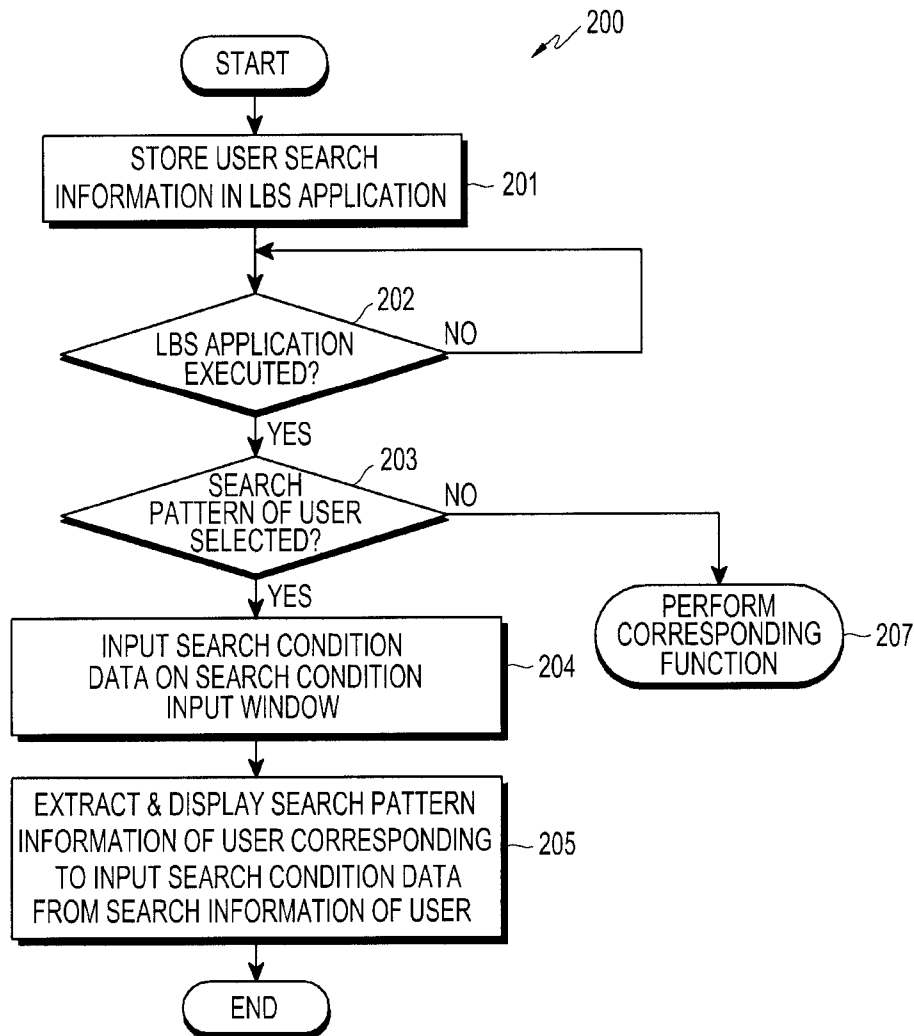 200
START
STORE USER SEARCH
INFORMATION IN LBS APPLICATION
201
202
LBS APPLICATION
EXECUTED?
NO
YES
203
SEARCH
PATTERN OF USER
SELECTED?
NO
YES
INPUT SEARCH CONDITION
DATA ON SEARCH CONDITION
INPUT WINDOW
204
PERFORM
CORRESPONDING
FUNCTION
207
EXTRACT & DISPLAY SEARCH PATTERN
INFORMATION OF USER CORRESPONDING
TO INPUT SEARCH CONDITION DATA
FROM SEARCH INFORMATION OF USER
205
END